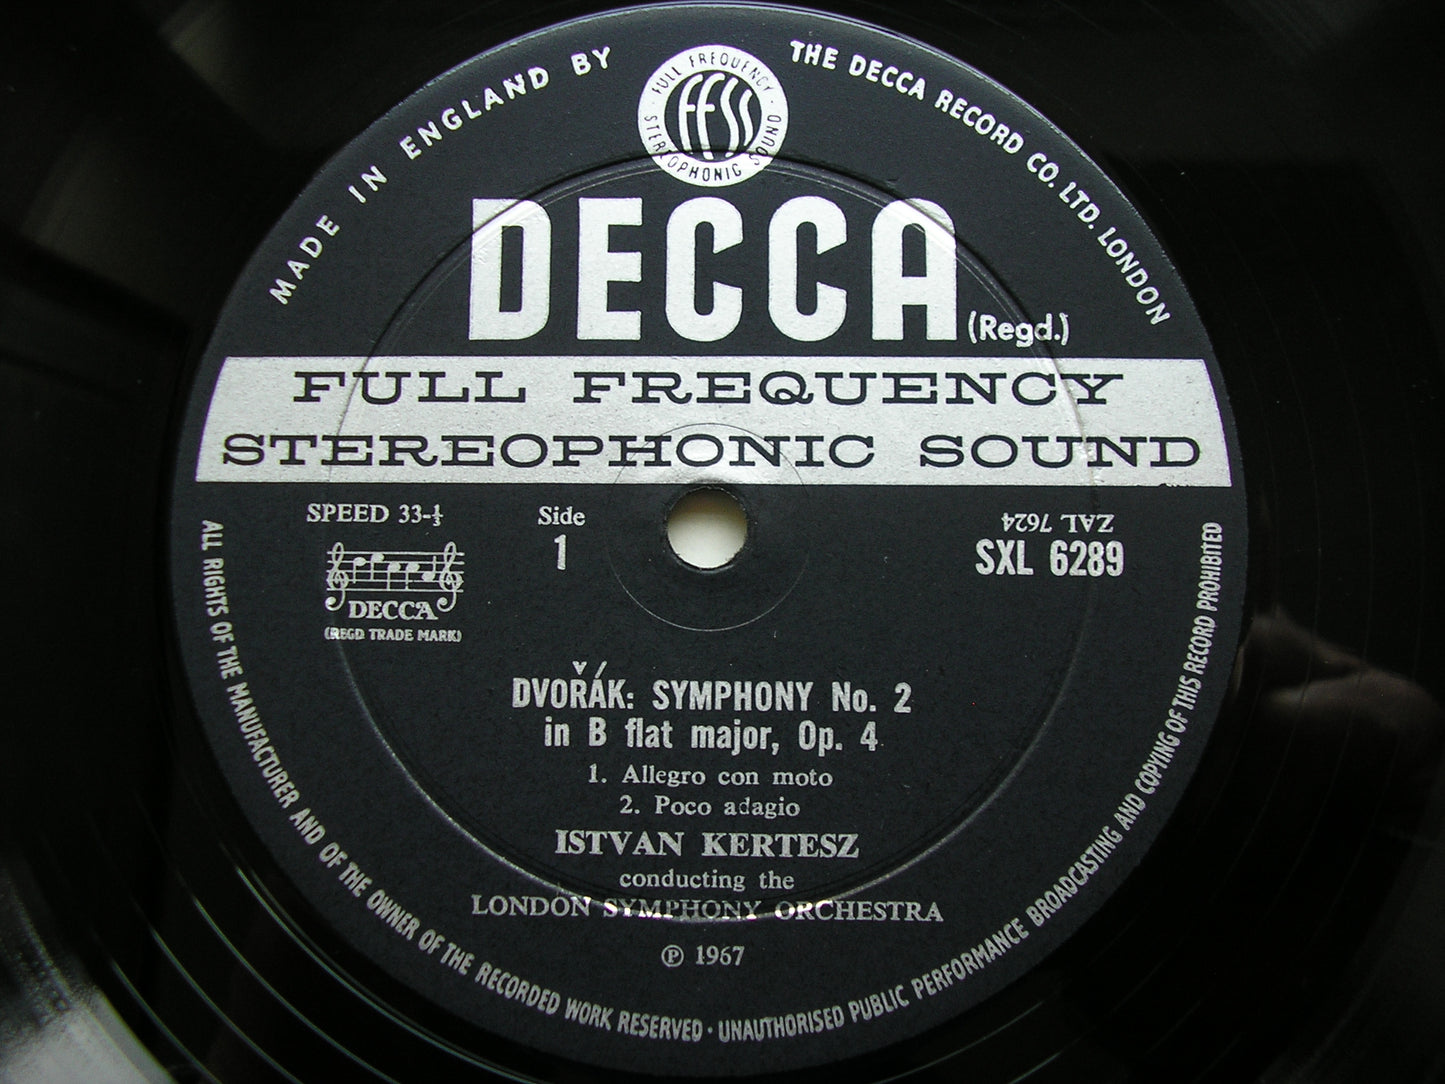 MADE IN ENGLAND BY
THE DECCA RECORD CO. LTD. LONDON
FULL FREQUENCY
FFSS
STEREOPHONIC SOUND
DECCA
(Regd.)
FULL FREQUENCY
STEREOPHONIC SOUND
SPEED 33-⅓
Side
1
ZAL 7624
SXL 6289
DECCA
(REGD TRADE MARK)
DVOŘÁK: SYMPHONY No. 2
in B flat major, Op. 4
1. Allegro con moto
2. Poco adagio
ISTVAN KERTESZ
conducting the
LONDON SYMPHONY ORCHESTRA
℗ 1967
ALL RIGHTS OF THE MANUFACTURER AND OF THE OWNER OF THE RECORDED WORK RESERVED · UNAUTHORISED PUBLIC PERFORMANCE BROADCASTING AND COPYING OF THIS RECORD PROHIBITED